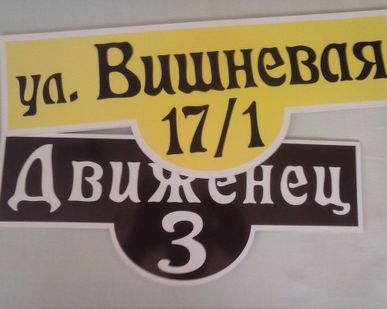 ул. Вишневая
17/1
Движенец
3